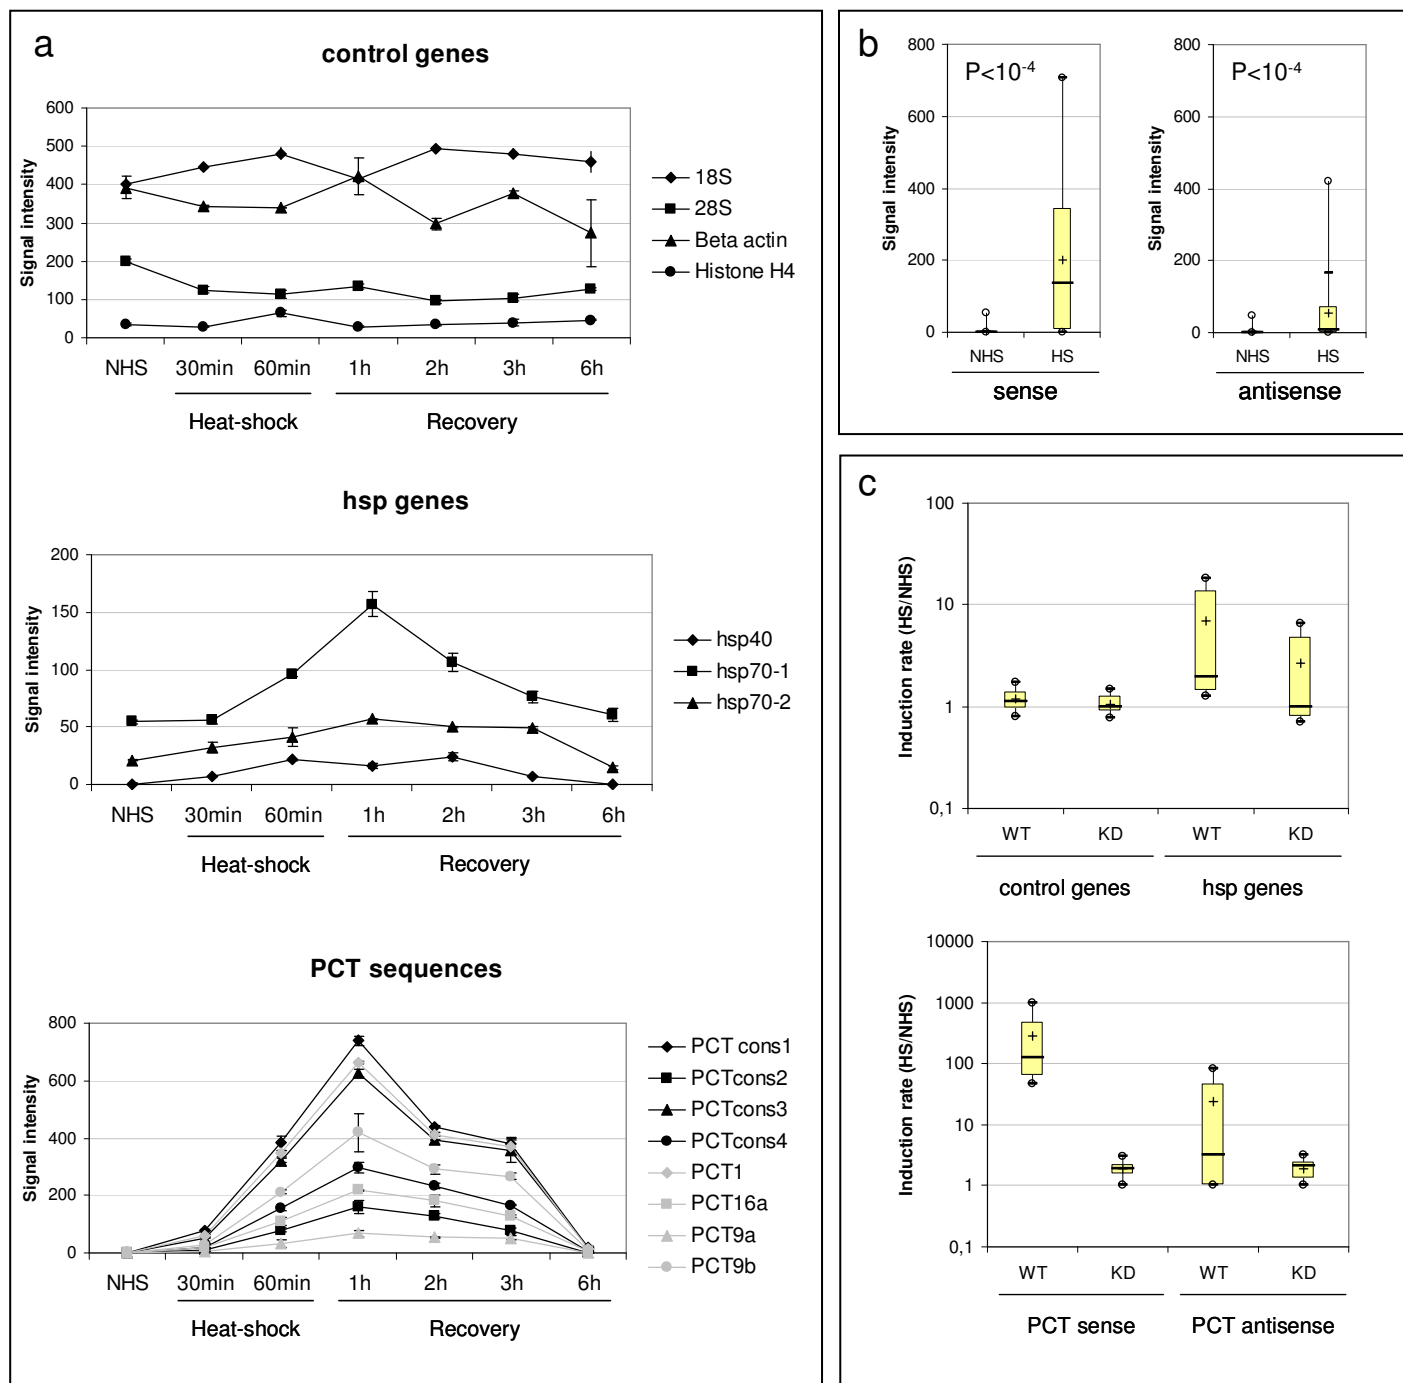 a
control genes
Signal intensity
600
500
400
300
200
100
0
NHS 30min 60min 1h 2h 3h 6h
Heat-shock Recovery
18S
28S
Beta actin
Histone H4
hsp genes
Signal intensity
200
150
100
50
0
NHS 30min 60min 1h 2h 3h 6h
Heat-shock Recovery
hsp40
hsp70-1
hsp70-2
PCT sequences
Signal intensity
800
600
400
200
0
NHS 30min 60min 1h 2h 3h 6h
Heat-shock Recovery
PCT cons1
PCTcons2
PCTcons3
PCTcons4
PCT1
PCT16a
PCT9a
PCT9b
b
Signal intensity
800
600
400
200
0
P<10-4
NHS HS
sense
Signal intensity
800
600
400
200
0
P<10-4
NHS HS
antisense
c
Induction rate (HS/NHS)
100
10
1
0,1
WT KD WT KD
control genes hsp genes
Induction rate (HS/NHS)
10000
1000
100
10
1
0,1
WT KD WT KD
PCT sense PCT antisense